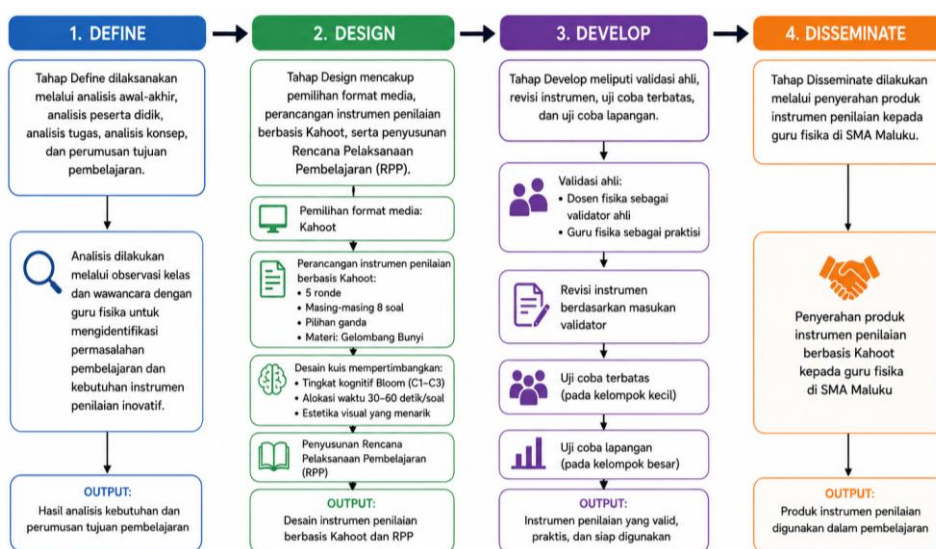 1. DEFINE
Tahap Define dilaksanakan
melalui analisis awal-akhir,
analisis peserta didik,
analisis tugas, analisis konsep,
dan perumusan tujuan
pembelajaran.
Analisis dilakukan
melalui observasi kelas
dan wawancara dengan
guru fisika untuk
mengidentifikasi
permasalahan
pembelajaran dan
kebutuhan instrumen
penilaian inovatif.
OUTPUT:
Hasil analisis kebutuhan dan
perumusan tujuan pembelajaran
2. DESIGN
Tahap Design mencakup
pemilihan format media,
perancangan instrumen penilaian
berbasis Kahoot, serta penyusunan
Rencana Pelaksanaan
Pembelajaran (RPP).
Pemilihan format media:
Kahoot
Perancangan instrumen penilaian
berbasis Kahoot:
• 5 ronde
• Masing-masing 8 soal
• Pilihan ganda
• Materi: Gelombang Bunyi
Desain kuis mempertimbangkan:
• Tingkat kognitif Bloom (C1–C3)
• Alokasi waktu 30–60 detik/soal
• Estetika visual yang menarik
Penyusunan Rencana
Pelaksanaan Pembelajaran
(RPP)
OUTPUT:
Desain instrumen penilaian
berbasis Kahoot dan RPP
3. DEVELOP
Tahap Develop meliputi validasi ahli,
revisi instrumen, uji coba terbatas,
dan uji coba lapangan.
Validasi ahli:
• Dosen fisika sebagai
validator ahli
• Guru fisika sebagai praktisi
Revisi instrumen
berdasarkan masukan
validator
Uji coba terbatas
(pada kelompok kecil)
Uji coba lapangan
(pada kelompok besar)
OUTPUT:
Instrumen penilaian yang valid,
praktis, dan siap digunakan
4. DISSEMINATE
Tahap Disseminate dilakukan
melalui penyerahan produk
instrumen penilaian kepada
guru fisika di SMA Maluku.
Penyerahan produk
instrumen penilaian
berbasis Kahoot
kepada guru fisika
di SMA Maluku
OUTPUT:
Produk instrumen penilaian
digunakan dalam pembelajaran